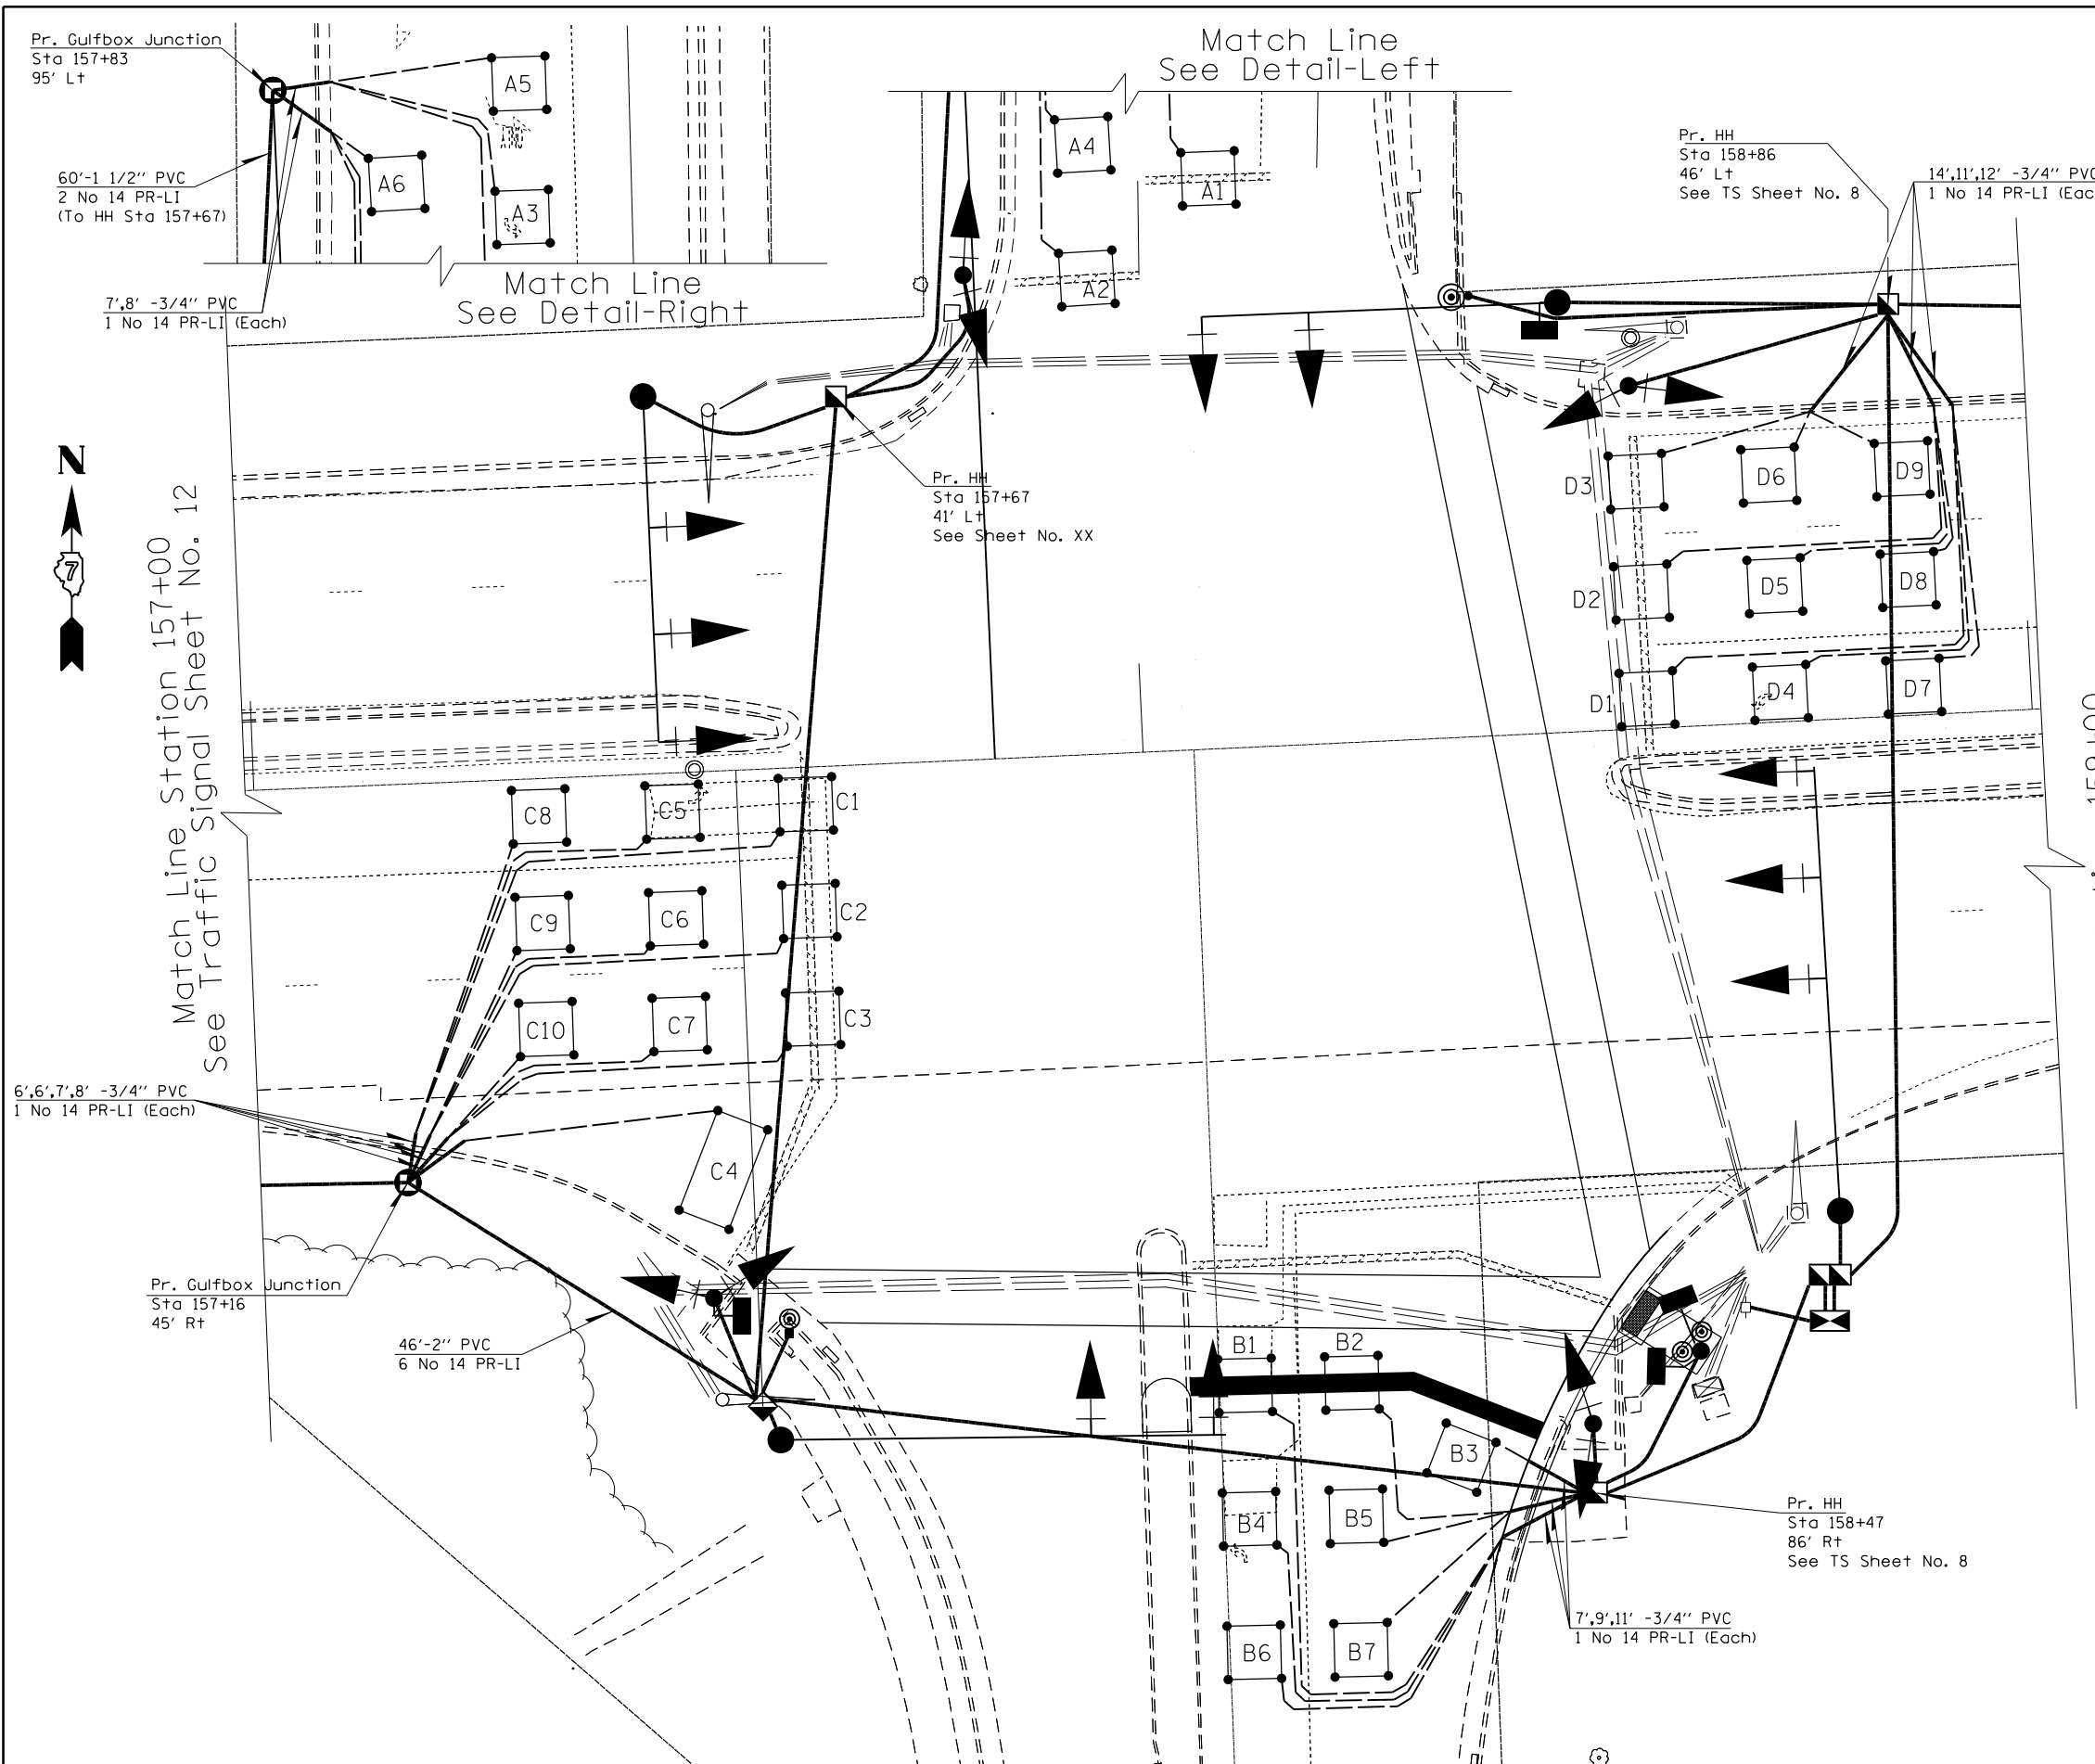 Pr. Gulfbox Junction
Sta 157+83
95' Lt
60'-1 1/2" PVC
2 No 14 PR-LI
(To HH Sta 157+67)
7',8' -3/4" PVC
1 No 14 PR-LI (Each)
A5
A6
A3
Match Line
See Detail-Right
Match Line
See Detail-Left
A4
A1
A2
Pr. HH
Sta 158+86
46' Lt
See TS Sheet No. 8
14',11',12' -3/4" PVC
1 No 14 PR-LI (Eac
N
7
Match Line Station 157+00
See Traffic Signal Sheet No. 12
Pr. HH
Sta 157+67
41' Lt
See Sheet No. XX
D3
D6
D9
D2
D5
D8
D1
D4
D7
C8
C5
C1
C9
C6
C2
C10
C7
C3
C4
6',6',7',8' -3/4" PVC
1 No 14 PR-LI (Each)
Pr. Gulfbox Junction
Sta 157+16
45' Rt
46'-2" PVC
6 No 14 PR-LI
B1
B2
B3
B4
B5
B6
B7
Pr. HH
Sta 158+47
86' Rt
See TS Sheet No. 8
7',9',11' -3/4" PVC
1 No 14 PR-LI (Each)